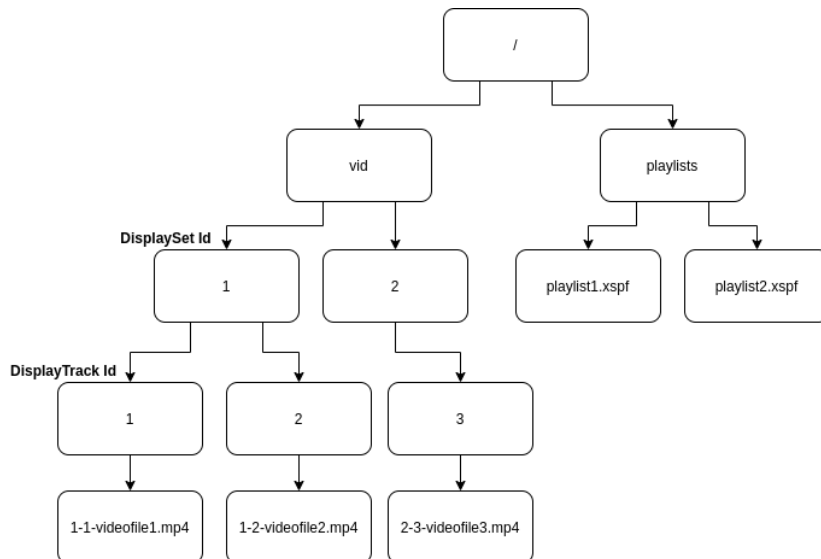 /
vid
playlists
DisplaySet Id
1
2
playlist1.xspf
playlist2.xspf
DisplayTrack Id
1
2
3
1-1-videofile1.mp4
1-2-videofile2.mp4
2-3-videofile3.mp4